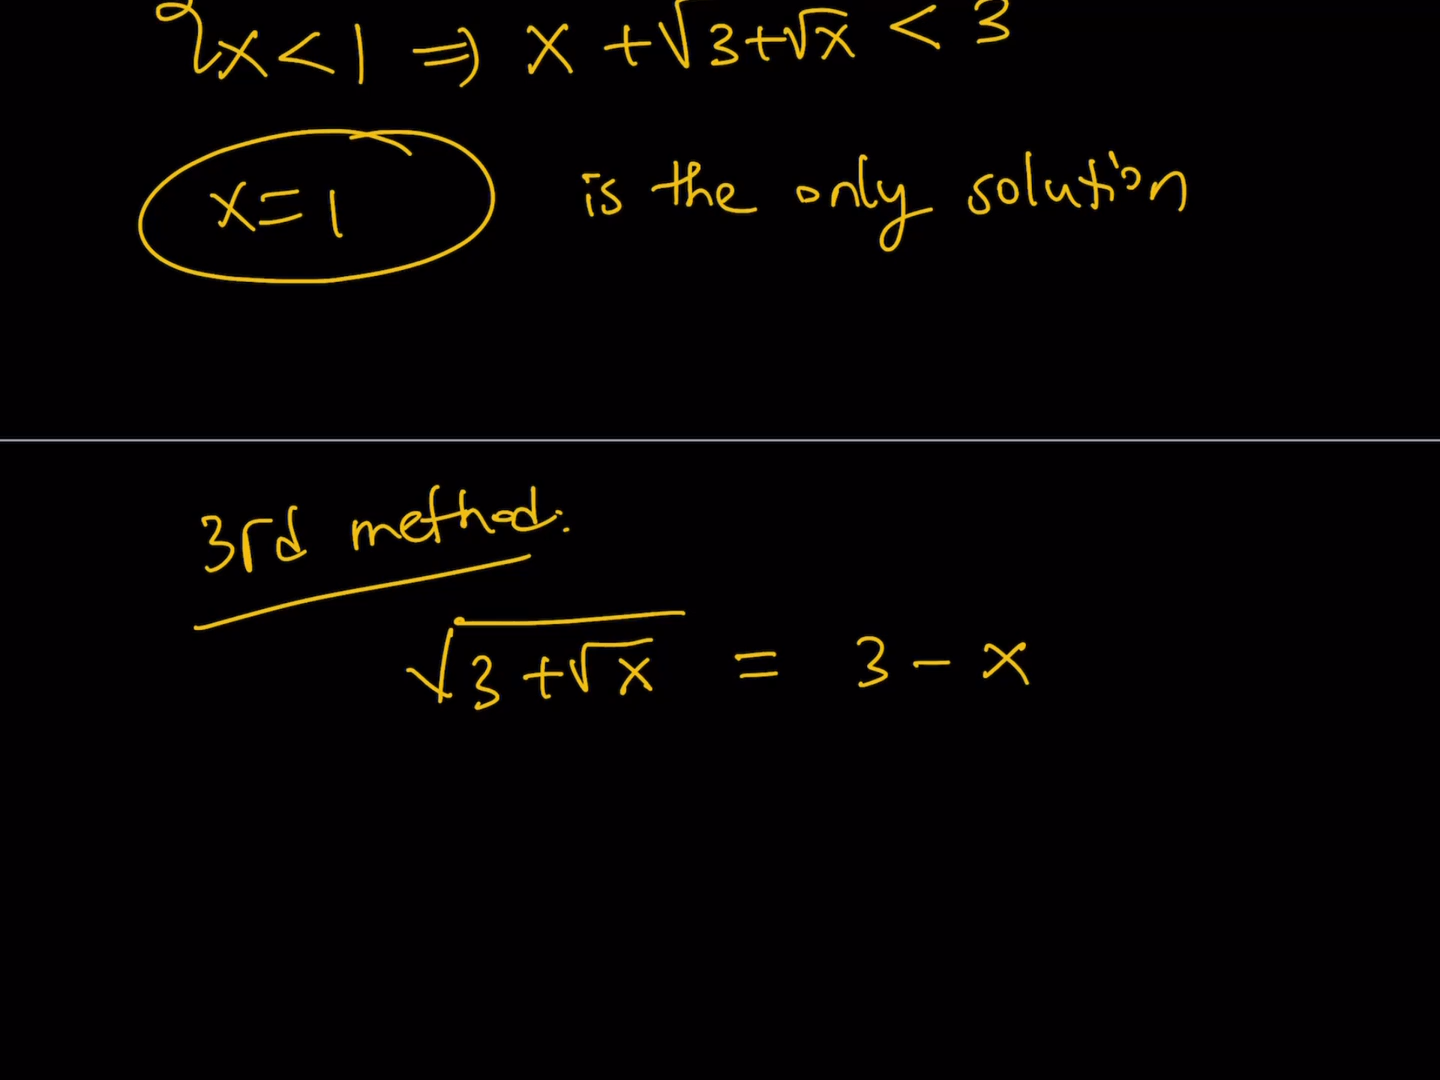 x < 1 ⇒ x + √(3+√x) < 3
x = 1 is the only solution
3rd method:
√(3+√x) = 3 - x